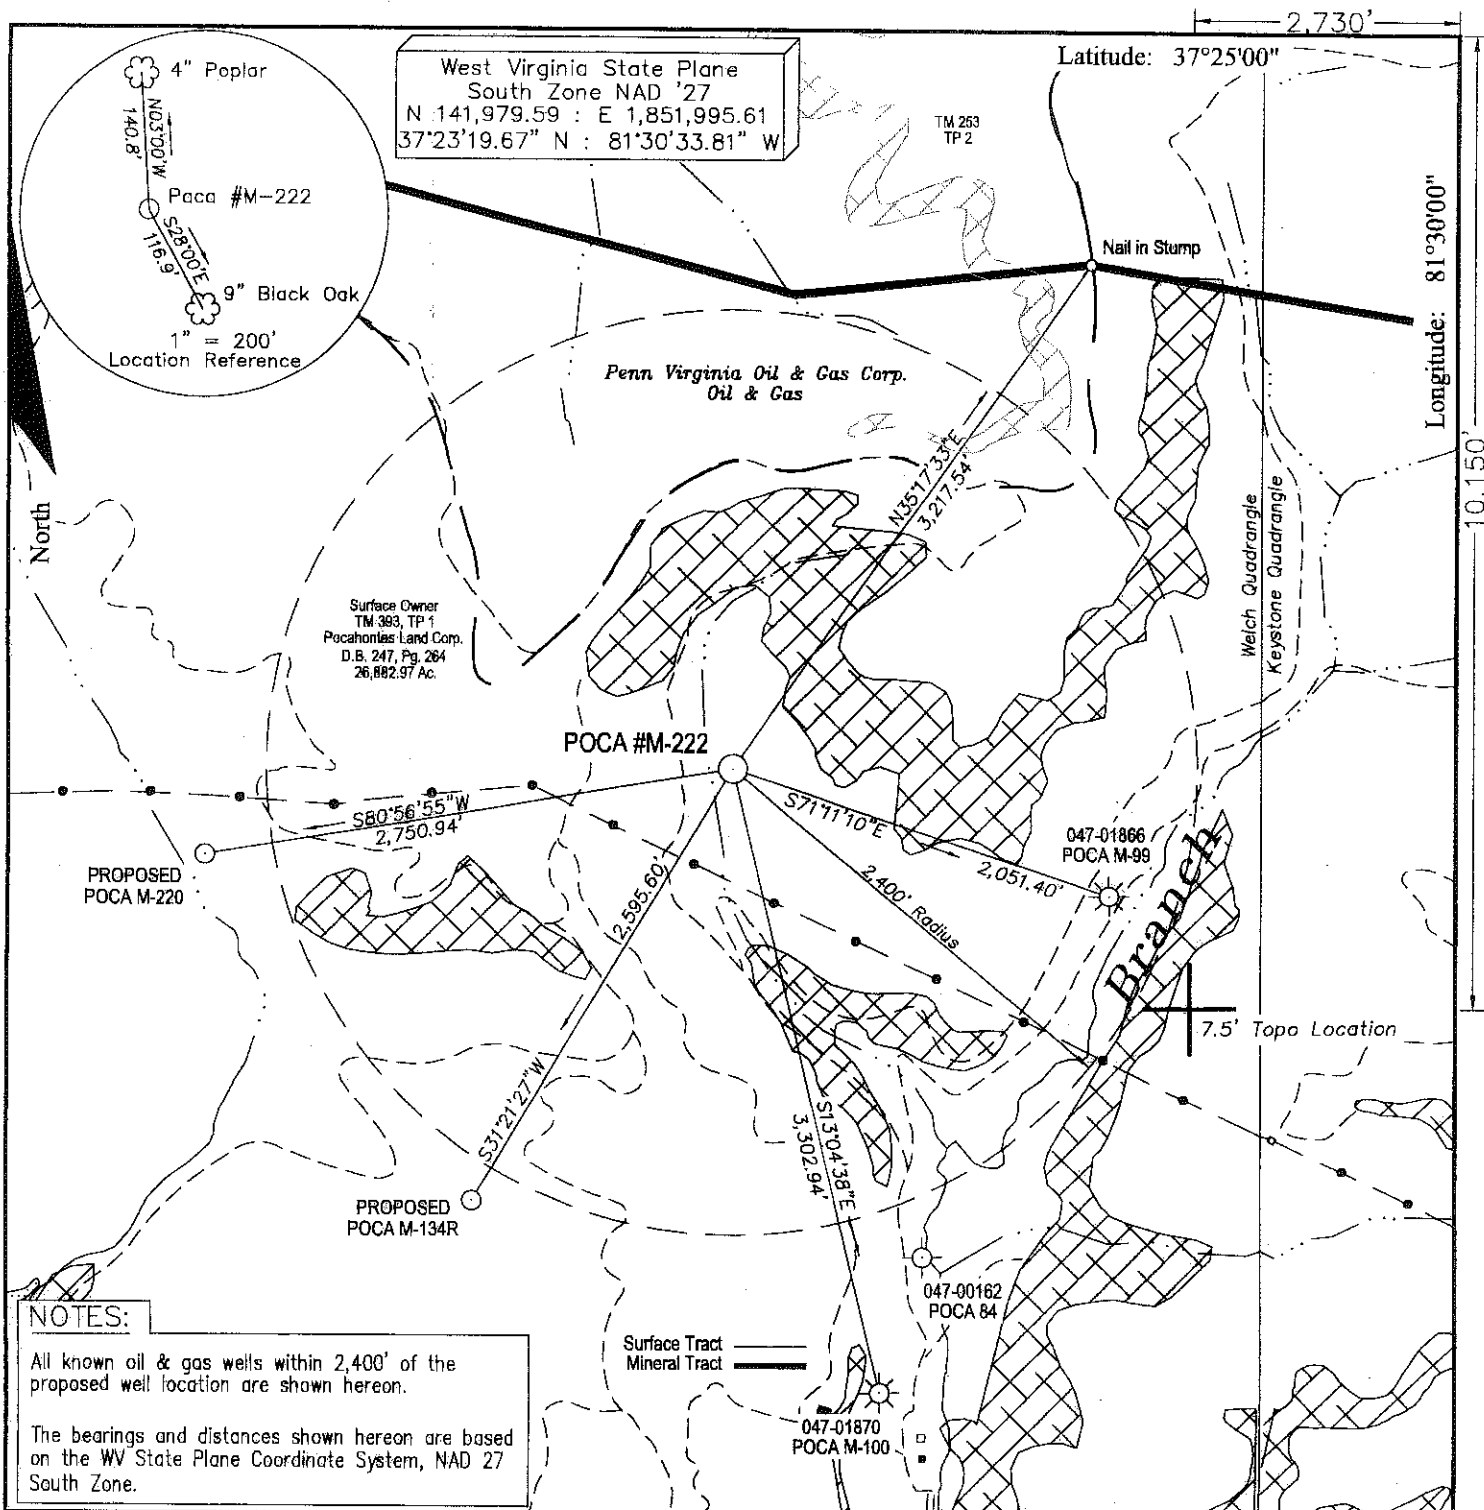 2,730'
Latitude: 37°25'00"
4" Poplar
N03°00'W
140.8'
Paca #M-222
S28°00'E
116.9'
9" Black Oak
1" = 200'
Location Reference
West Virginia State Plane
South Zone NAD '27
N 141,979.59 : E 1,851,995.61
37°23'19.67" N : 81°30'33.81" W
TM 253
TP 2
Longitude: 81°30'00"
10,150'
Nail in Stump
Penn Virginia Oil & Gas Corp.
Oil & Gas
N35°17'33"E
3,217.54'
North
Welch Quadrangle
Keystone Quadrangle
Surface Owner
TM 393, TP 1
Pocahontas Land Corp.
D.B. 247, Pg. 264
26,882.97 Ac.
POCA #M-222
S80°56'55"W
2,750.94'
PROPOSED
POCA M-220
S71°11'10"E
2,051.40'
047-01866
POCA M-99
2,400' Radius
Branch
2,595.60'
S31°21'27"W
7.5' Topo Location
S13°04'38"E
3,302.94'
PROPOSED
POCA M-134R
047-00162
POCA 84
Surface Tract
Mineral Tract
047-01870
POCA M-100
NOTES:
All known oil & gas wells within 2,400' of the
proposed well location are shown hereon.
The bearings and distances shown hereon are based
on the WV State Plane Coordinate System, NAD 27
South Zone.